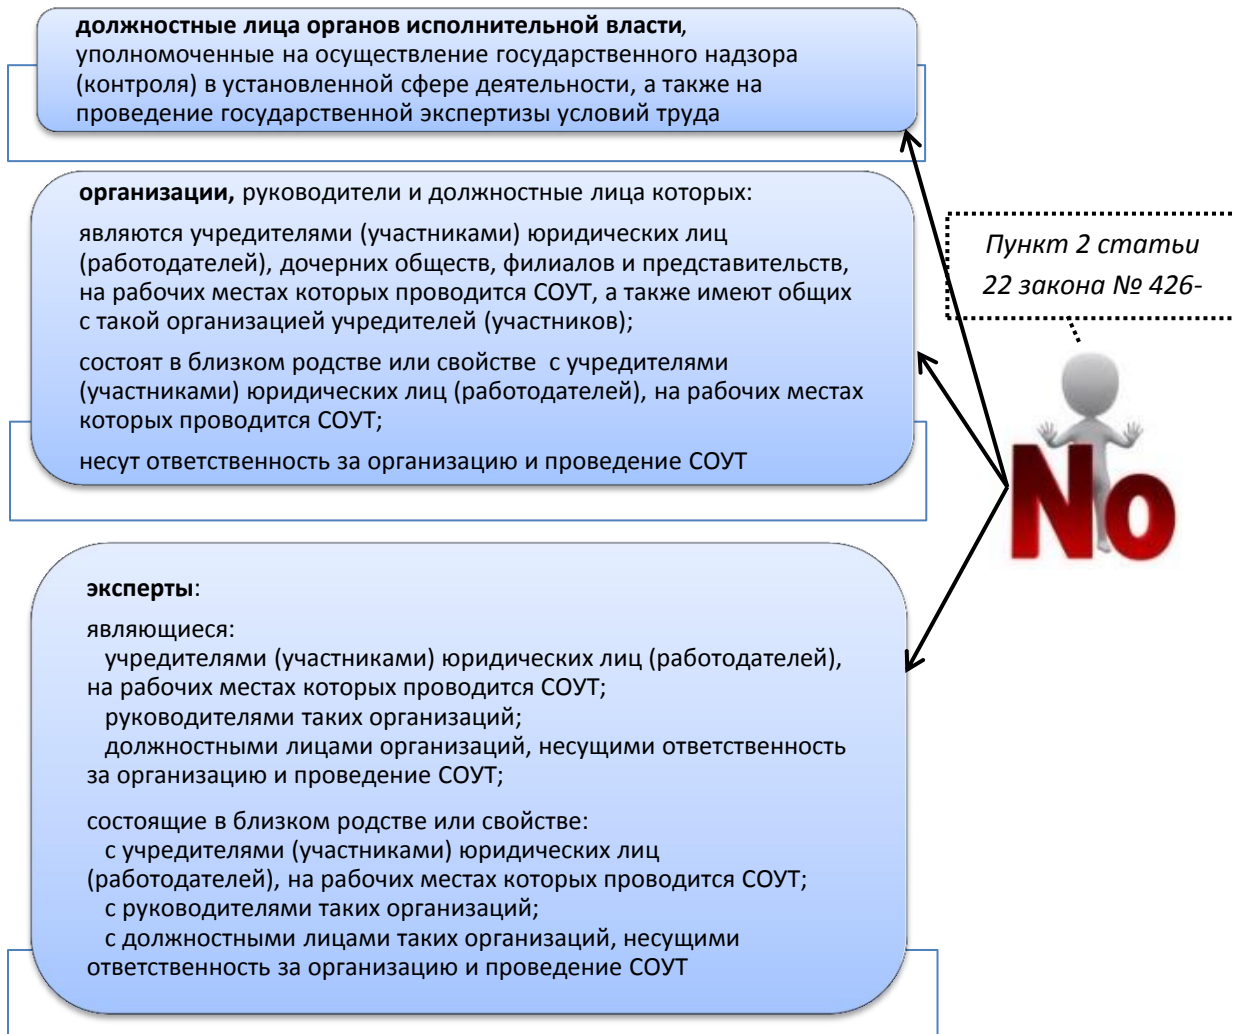 должностные лица органов исполнительной власти,
уполномоченные на осуществление государственного надзора
(контроля) в установленной сфере деятельности, а также на
проведение государственной экспертизы условий труда
организации, руководители и должностные лица которых:
являются учредителями (участниками) юридических лиц
(работодателей), дочерних обществ, филиалов и представительств,
на рабочих местах которых проводится СОУТ, а также имеют общих
с такой организацией учредителей (участников);
состоят в близком родстве или свойстве с учредителями
(участниками) юридических лиц (работодателей), на рабочих местах
которых проводится СОУТ;
несут ответственность за организацию и проведение СОУТ
Пункт 2 статьи
22 закона № 426-
No
эксперты:
являющиеся:
учредителями (участниками) юридических лиц (работодателей),
на рабочих местах которых проводится СОУТ;
руководителями таких организаций;
должностными лицами организаций, несущими ответственность
за организацию и проведение СОУТ;
состоящие в близком родстве или свойстве:
с учредителями (участниками) юридических лиц
(работодателей), на рабочих местах которых проводится СОУТ;
с руководителями таких организаций;
с должностными лицами таких организаций, несущими
ответственность за организацию и проведение СОУТ